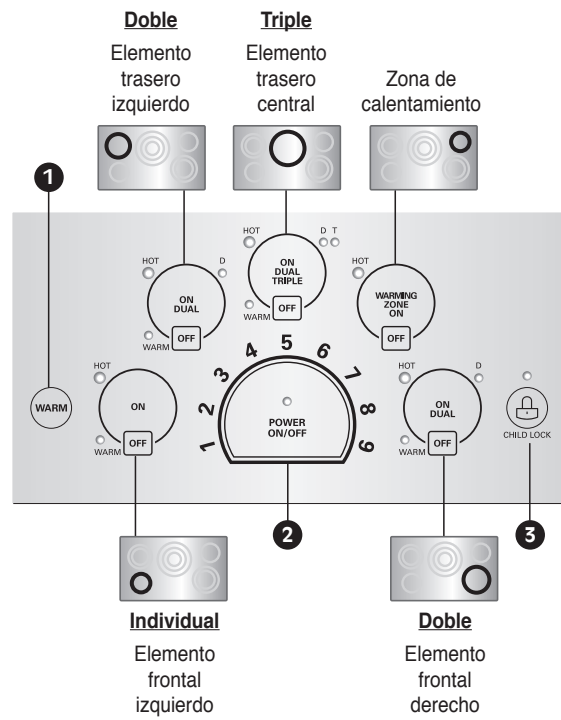 Doble
Elemento
trasero
izquierdo
Triple
Elemento
trasero
central
Zona de
calentamiento
1
HOT
D
ON
DUAL
OFF
WARM
HOT
D T
ON
DUAL
TRIPLE
OFF
WARM
HOT
WARMING
ZONE
ON
OFF
WARM
HOT
ON
OFF
WARM
1 2 3 4 5 6 7 8 9
POWER
ON/OFF
HOT
D
ON
DUAL
OFF
WARM
CHILD LOCK
2
3
Individual
Elemento
frontal
izquierdo
Doble
Elemento
frontal
derecho